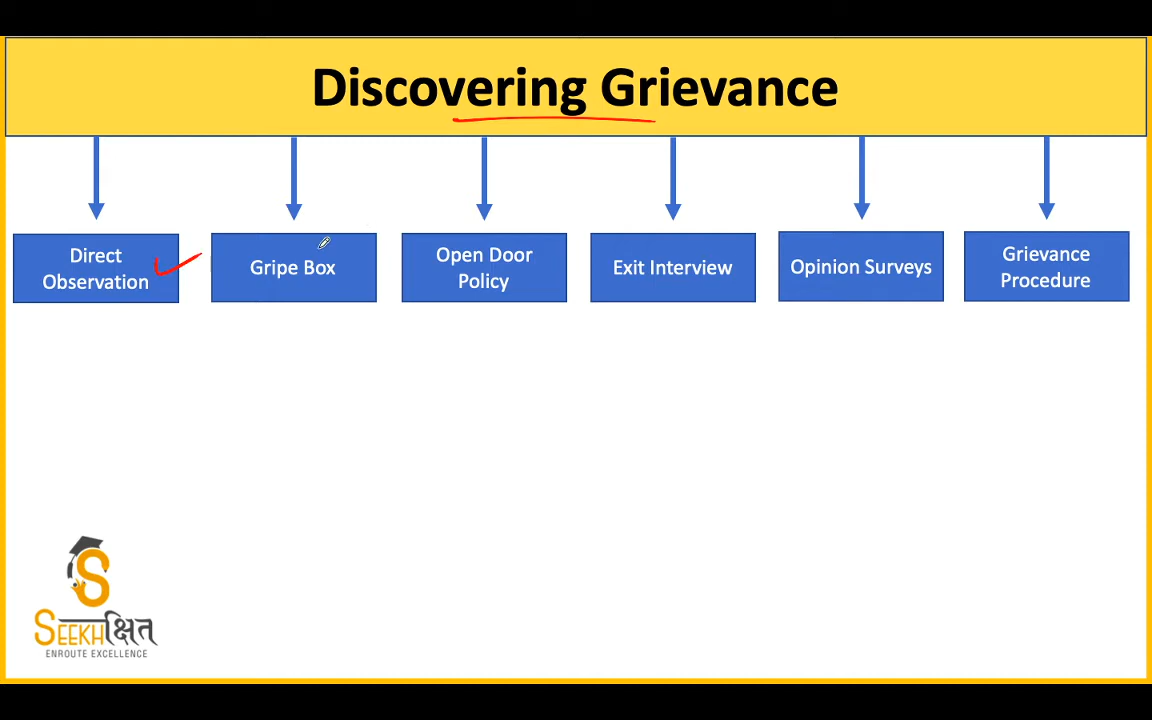 Discovering Grievance
Direct
Observation
Gripe Box
Open Door
Policy
Exit Interview
Opinion Surveys
Grievance
Procedure
S
SEEKHक्षित
ENROUTE EXCELLENCE